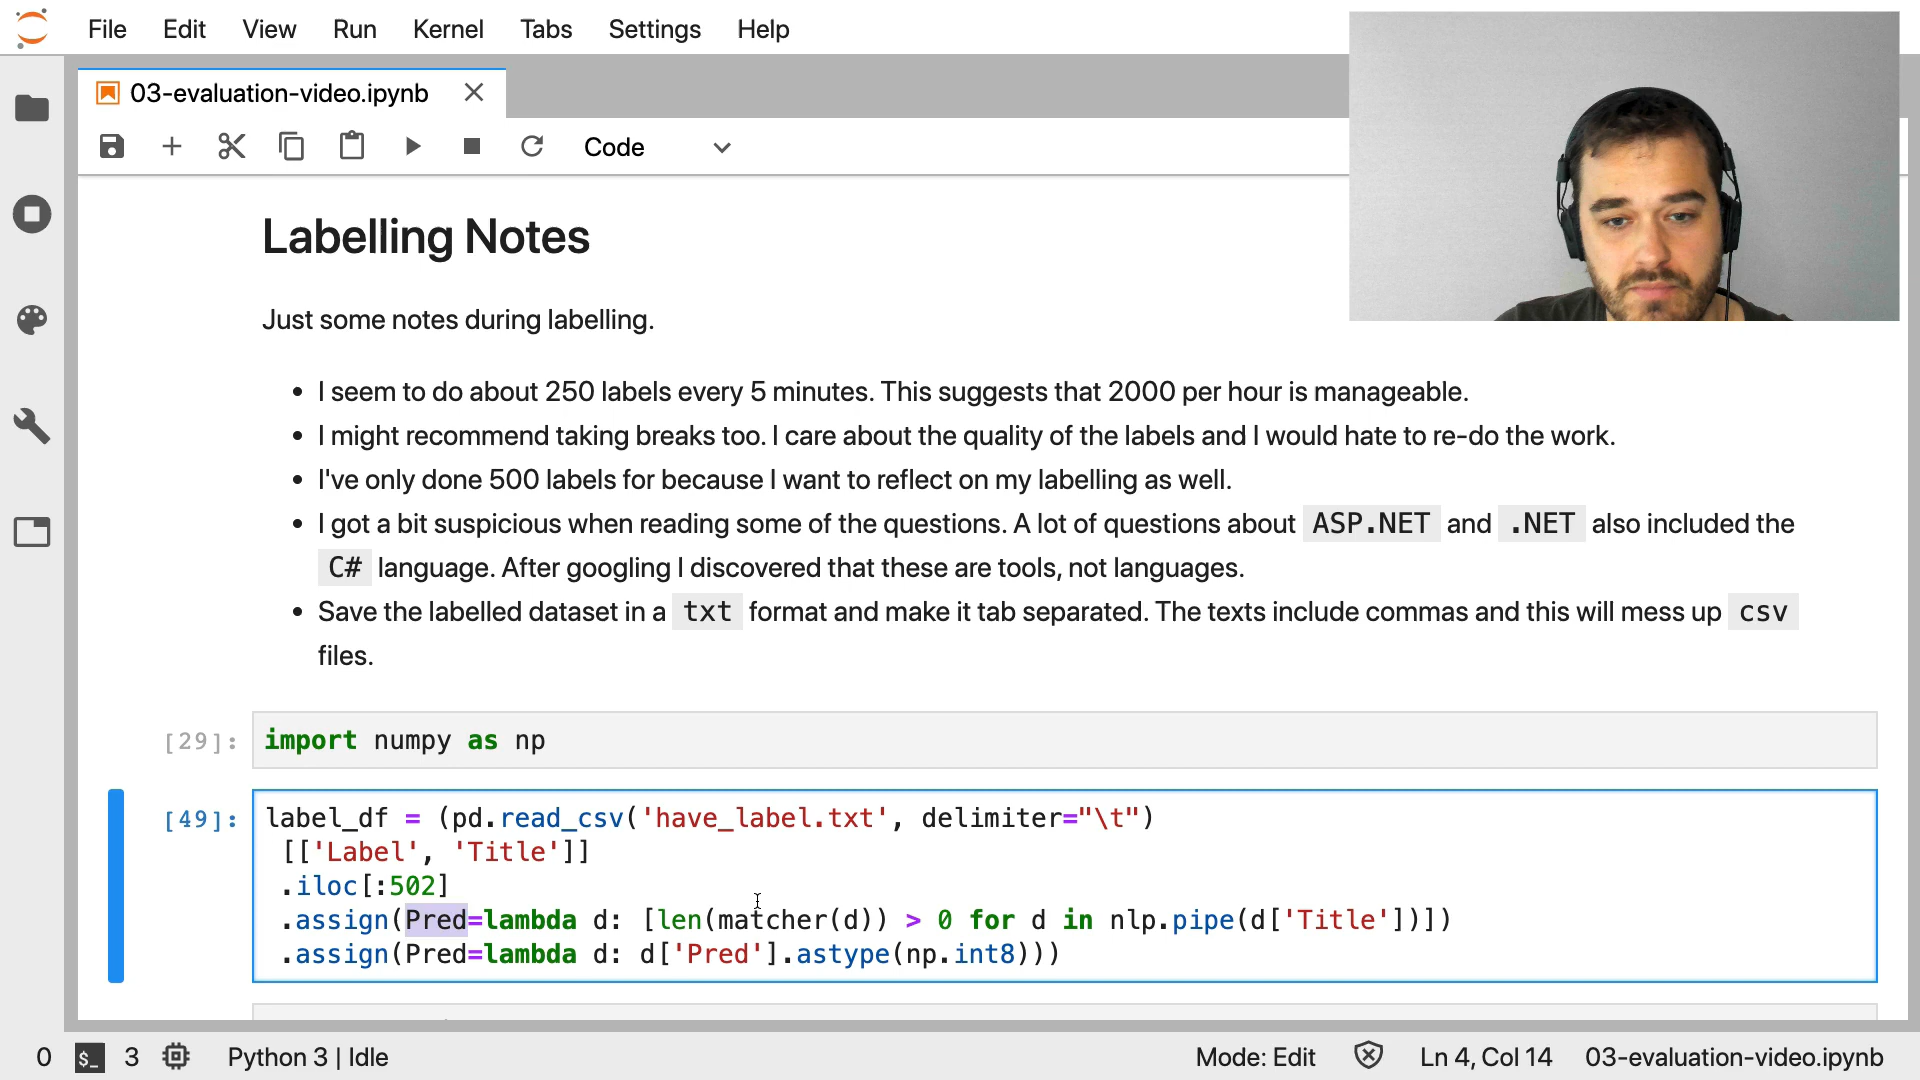 File Edit View Run Kernel Tabs Settings Help
03-evaluation-video.ipynb
Code
Labelling Notes
Just some notes during labelling.
• I seem to do about 250 labels every 5 minutes. This suggests that 2000 per hour is manageable.
• I might recommend taking breaks too. I care about the quality of the labels and I would hate to re-do the work.
• I've only done 500 labels for because I want to reflect on my labelling as well.
• I got a bit suspicious when reading some of the questions. A lot of questions about ASP.NET and .NET also included the
C# language. After googling I discovered that these are tools, not languages.
• Save the labelled dataset in a txt format and make it tab separated. The texts include commas and this will mess up csv
files.
[29]: import numpy as np
[49]: label_df = (pd.read_csv('have_label.txt', delimiter="\t")
[['Label', 'Title']]
.iloc[:502]
.assign(Pred=lambda d: [len(matcher(d)) > 0 for d in nlp.pipe(d['Title'])])
.assign(Pred=lambda d: d['Pred'].astype(np.int8)))
0 $_ 3 Python 3 | Idle Mode: Edit Ln 4, Col 14 03-evaluation-video.ipynb